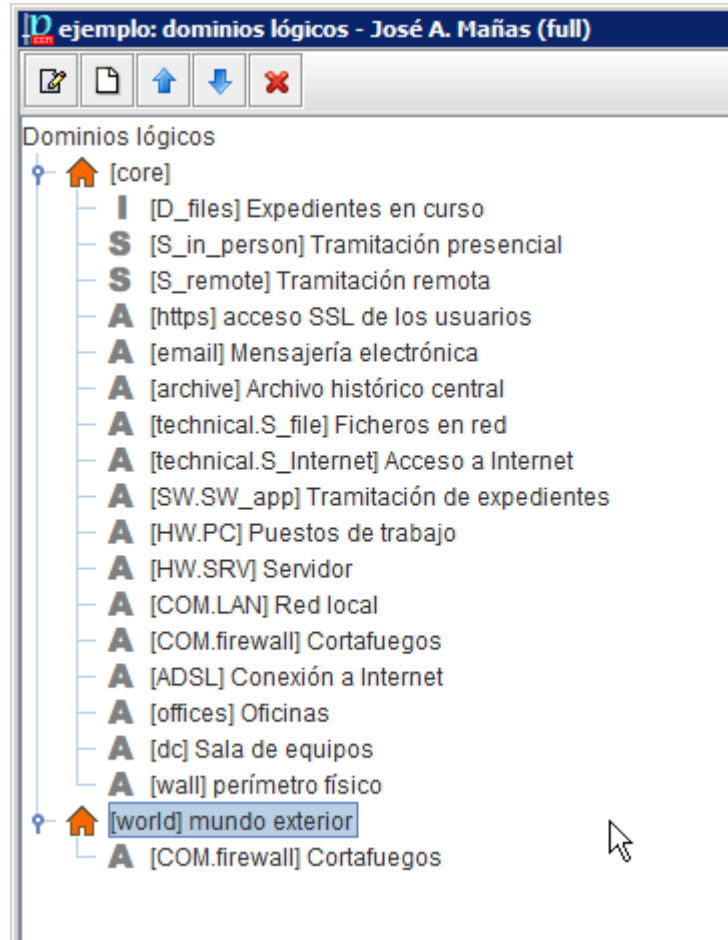 ejemplo: dominios lógicos - José A. Mañas (full)
Dominios lógicos
[core]
I [D_files] Expedientes en curso
S [S_in_person] Tramitación presencial
S [S_remote] Tramitación remota
A [https] acceso SSL de los usuarios
A [email] Mensajería electrónica
A [archive] Archivo histórico central
A [technical.S_file] Ficheros en red
A [technical.S_Internet] Acceso a Internet
A [SW.SW_app] Tramitación de expedientes
A [HW.PC] Puestos de trabajo
A [HW.SRV] Servidor
A [COM.LAN] Red local
A [COM.firewall] Cortafuegos
A [ADSL] Conexión a Internet
A [offices] Oficinas
A [dc] Sala de equipos
A [wall] perímetro físico
[world] mundo exterior
A [COM.firewall] Cortafuegos